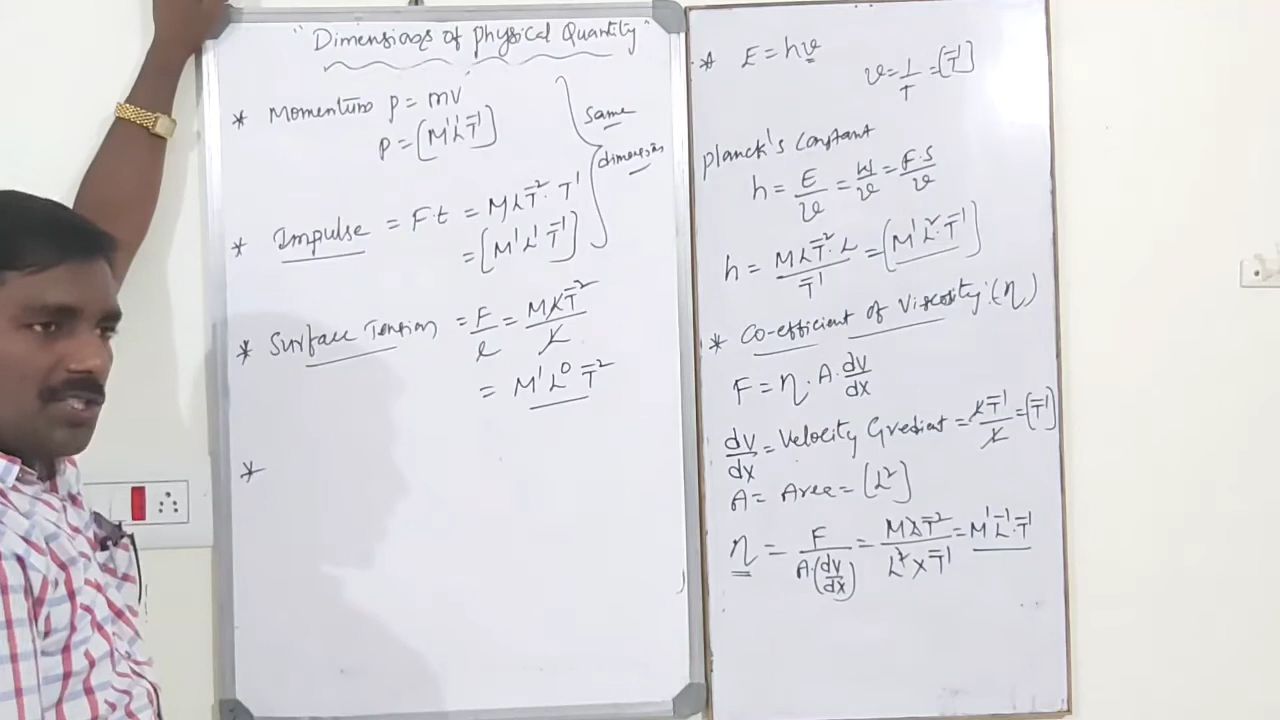 "Dimensions of Physical Quantity"
* Momentum P = mv
P = [M¹L¹T⁻¹]
same
dimension
* Impulse = F·t = MLT⁻²· T¹
= [M¹L¹T⁻¹]
* Surface Tension = F/l = MLT⁻²/L
= M¹L⁰T⁻²
*
* E = hν
ν = 1/T = [T⁻¹]
Planck's Constant
h = E/ν = W/ν = F.S/ν
h = MLT⁻².L/T⁻¹ = [M¹L²T⁻¹]
* Co-efficient of Viscosity:(η)
F = η· A· dv/dx
dv/dx = Velocity Gredient = LT⁻¹/L = [T⁻¹]
A = Area = [L²]
η = F/A·(dv/dx) = MLT⁻²/L²×T⁻¹ = M¹L⁻¹T⁻¹